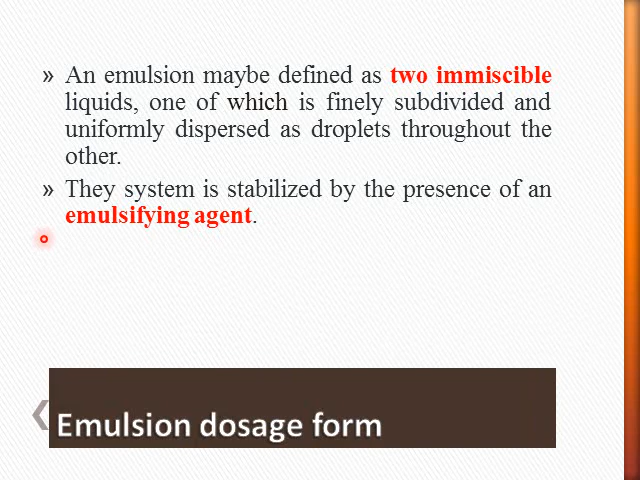 » An emulsion maybe defined as two immiscible
liquids, one of which is finely subdivided and
uniformly dispersed as droplets throughout the
other.
» They system is stabilized by the presence of an
emulsifying agent.
Emulsion dosage form